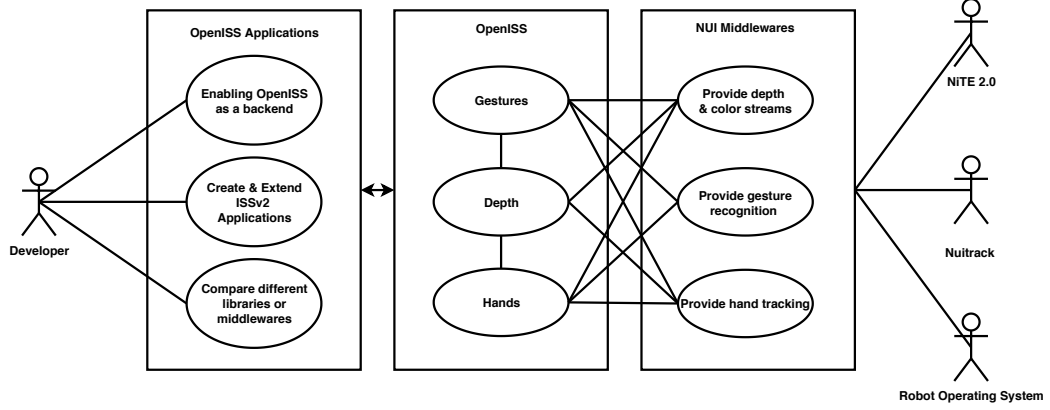 OpenISS Applications
Enabling OpenISS
as a backend
Create & Extend
ISSv2
Applications
Compare different
libraries or
middlewares
Developer
OpenISS
Gestures
Depth
Hands
NUI Middlewares
Provide depth
& color streams
Provide gesture
recognition
Provide hand tracking
NiTE 2.0
Nuitrack
Robot Operating System